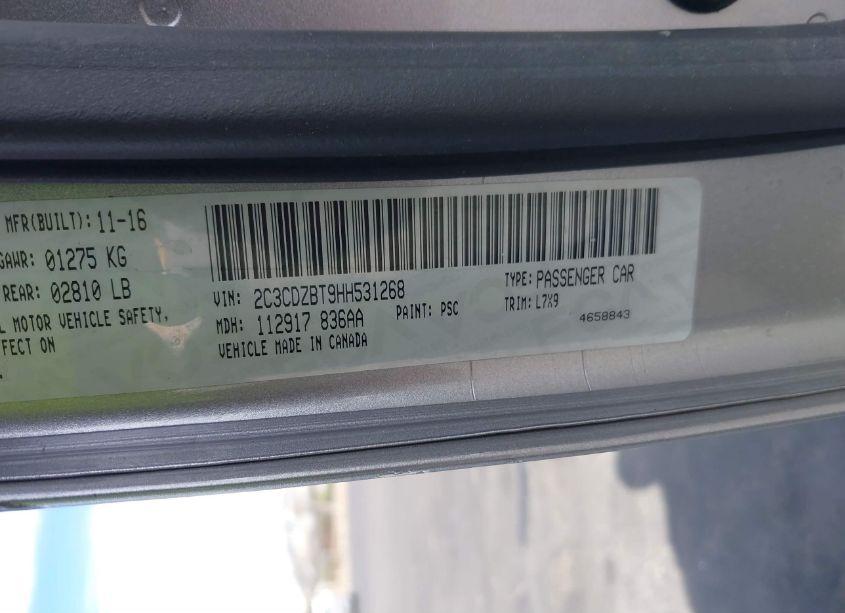 MFR(BUILT): 11-16
GAWR: 01275 KG
REAR: 02810 LB
MOTOR VEHICLE SAFETY,
ON
VIN: 2C3CDZBT9HH531268
TYPE: PASSENGER CAR
MDH: 112917 836AA
PAINT: PSC
TRIM: L7X9
VEHICLE MADE IN CANADA
4658843